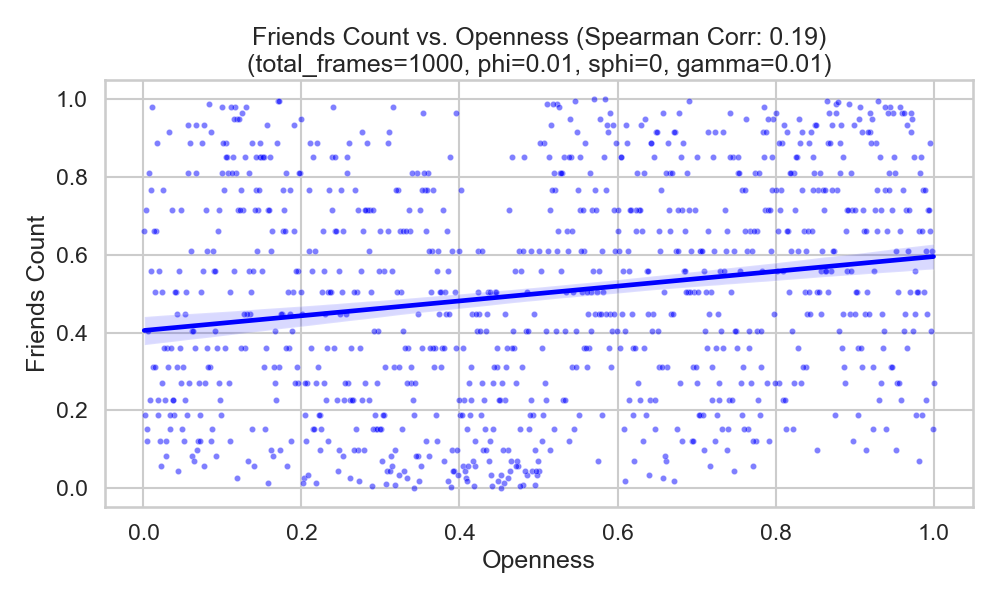 Friends Count vs. Openness (Spearman Corr: 0.19)
(total_frames=1000, phi=0.01, sphi=0, gamma=0.01)
1.0
0.8
0.6
0.4
0.2
0.0
Friends Count
0.0 0.2 0.4 0.6 0.8 1.0
Openness